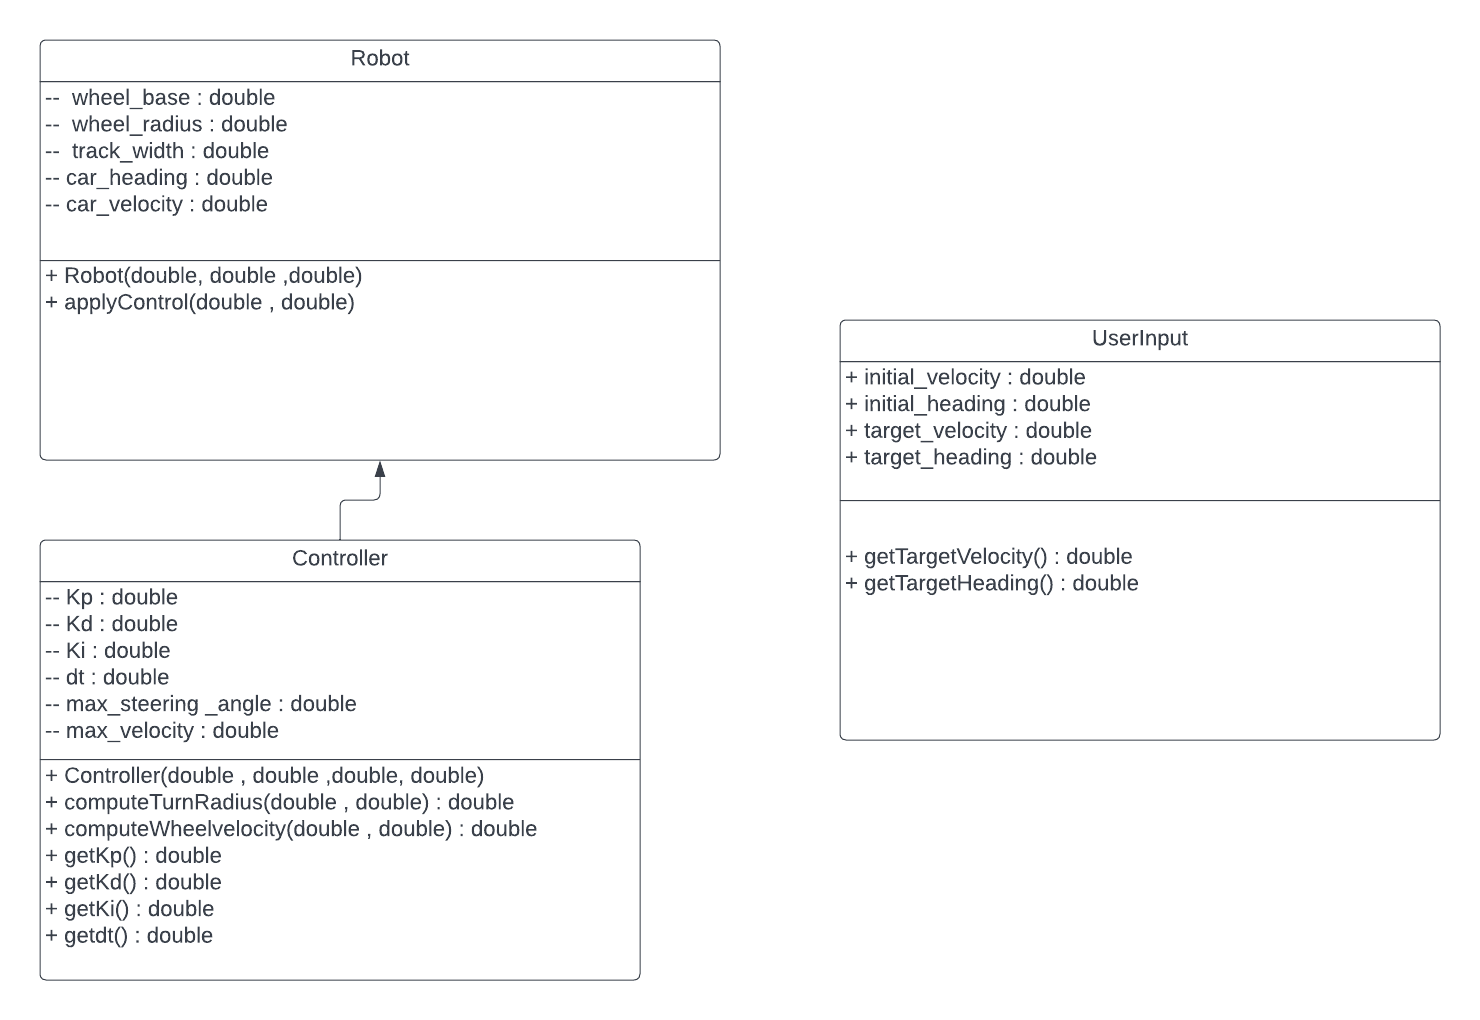 Robot
-- wheel_base : double
-- wheel_radius : double
-- track_width : double
-- car_heading : double
-- car_velocity : double
+ Robot(double, double ,double)
+ applyControl(double , double)
UserInput
+ initial_velocity : double
+ initial_heading : double
+ target_velocity : double
+ target_heading : double
+ getTargetVelocity() : double
+ getTargetHeading() : double
Controller
-- Kp : double
-- Kd : double
-- Ki : double
-- dt : double
-- max_steering _angle : double
-- max_velocity : double
+ Controller(double , double ,double, double)
+ computeTurnRadius(double , double) : double
+ computeWheelvelocity(double , double) : double
+ getKp() : double
+ getKd() : double
+ getKi() : double
+ getdt() : double